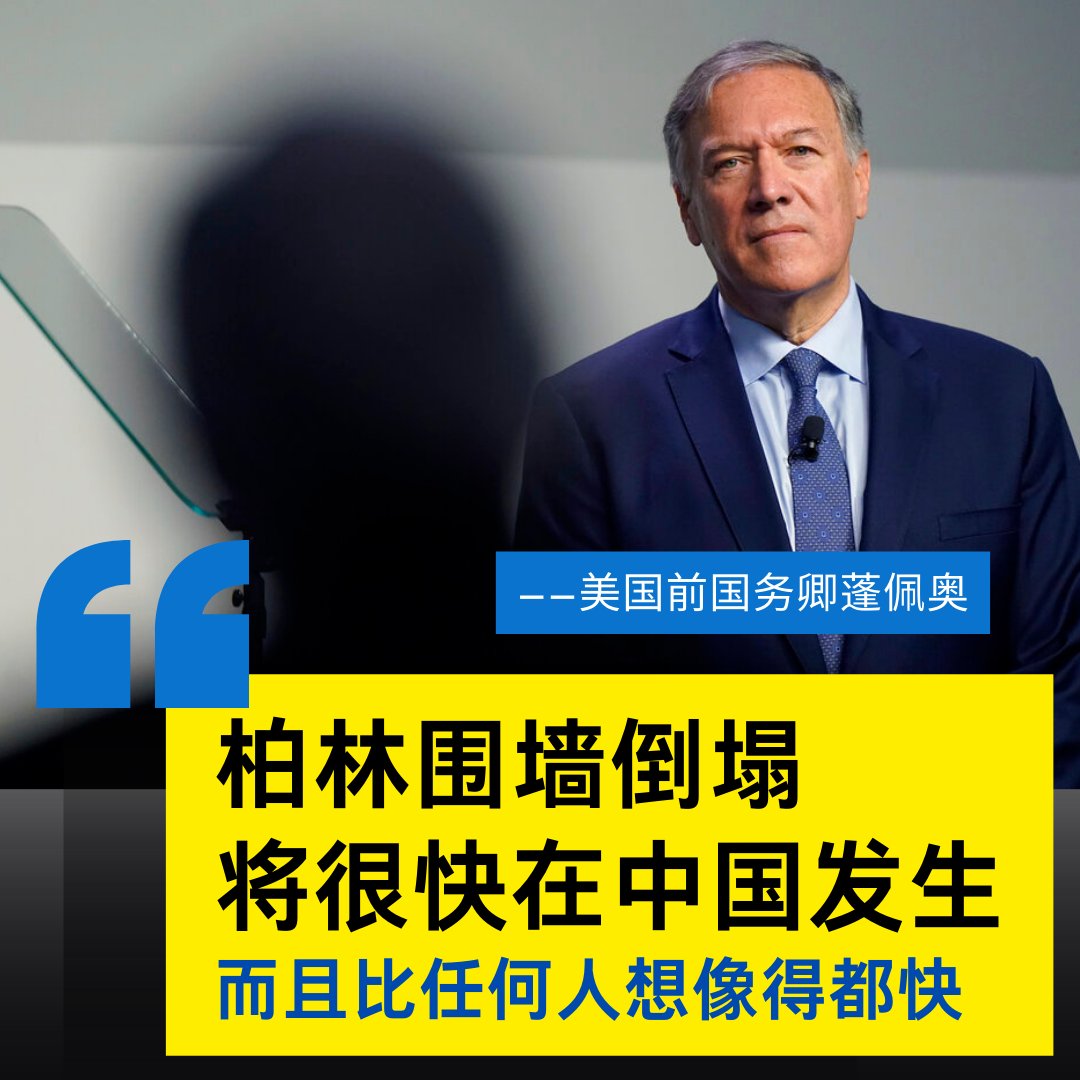 ——美国前国务卿蓬佩奥
柏林围墙倒塌
将很快在中国发生
而且比任何人想像得都快